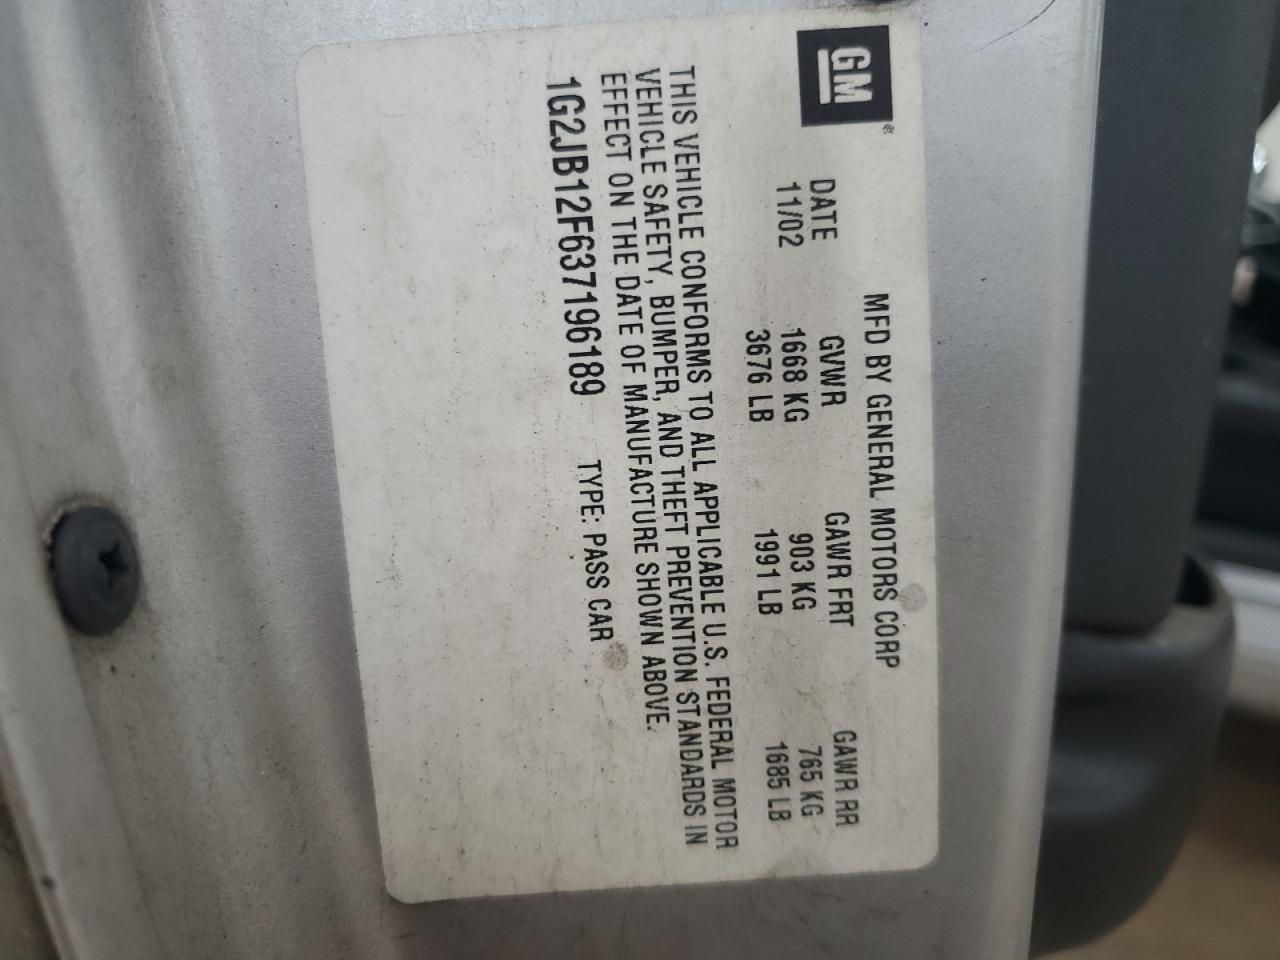 GM®
MFD BY GENERAL MOTORS CORP
DATE GVWR GAWR FRT GAWR RR
11/02 1668 KG 903 KG 765 KG
3676 LB 1991 LB 1685 LB
THIS VEHICLE CONFORMS TO ALL APPLICABLE U.S. FEDERAL MOTOR
VEHICLE SAFETY, BUMPER, AND THEFT PREVENTION STANDARDS IN
EFFECT ON THE DATE OF MANUFACTURE SHOWN ABOVE.
1G2JB12F637196189 TYPE: PASS CAR